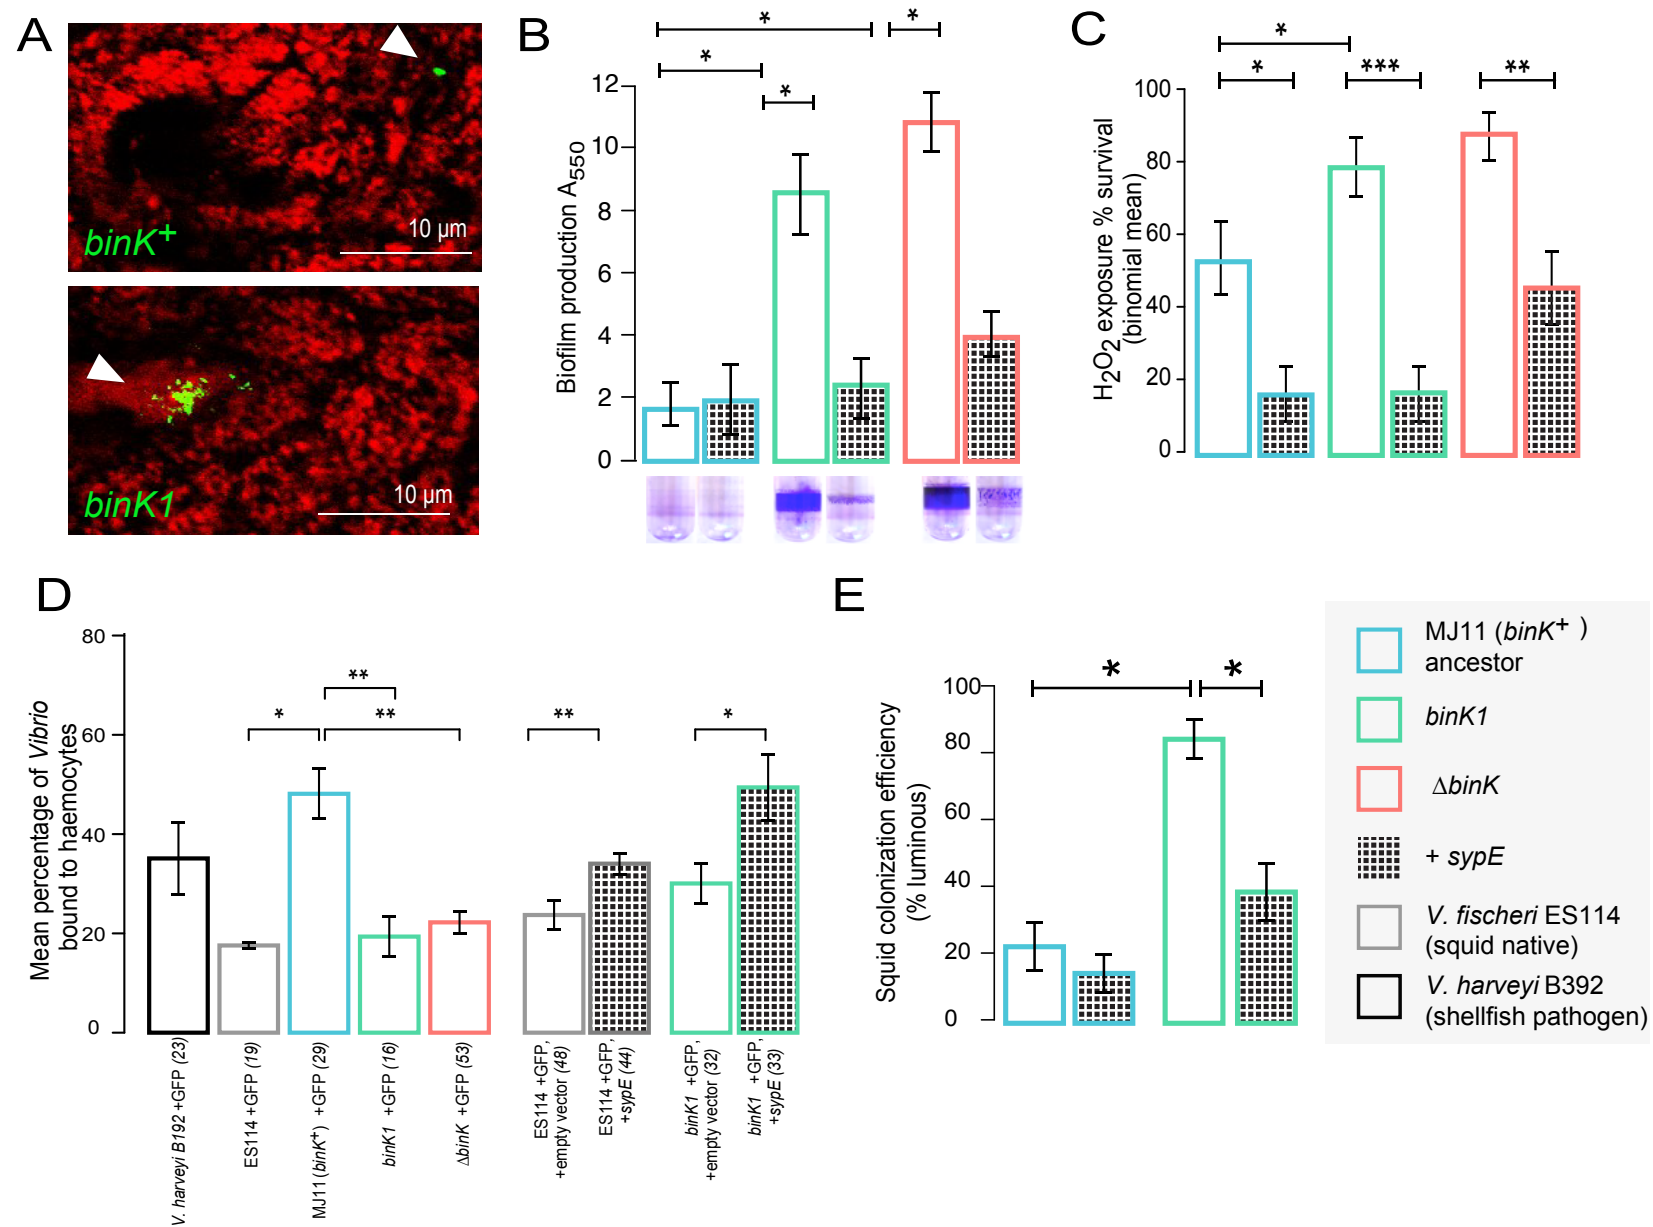 A
binK+
10 µm
binK1
10 µm
B
*
*
*
*
Biofilm production A550
12
10
8
6
4
2
0
C
*
*
***
**
H2O2 exposure % survival
(binomial mean)
100
80
60
40
20
0
D
Mean percentage of Vibrio
bound to haemocytes
80
60
40
20
0
**
*
**
**
*
V. harveyi B192 +GFP (23)
ES114 +GFP (19)
MJ11 (binK+) +GFP (29)
binK1 +GFP (16)
ΔbinK +GFP (53)
ES114 +GFP,
+empty vector (48)
ES114 +GFP,
+sypE (44)
binK1 +GFP,
+empty vector (32)
binK1 +GFP,
+sypE (33)
E
*
*
Squid colonization efficiency
(% luminous)
100
80
60
40
20
0
MJ11 (binK+ )
ancestor
binK1
ΔbinK
+ sypE
V. fischeri ES114
(squid native)
V. harveyi B392
(shellfish pathogen)